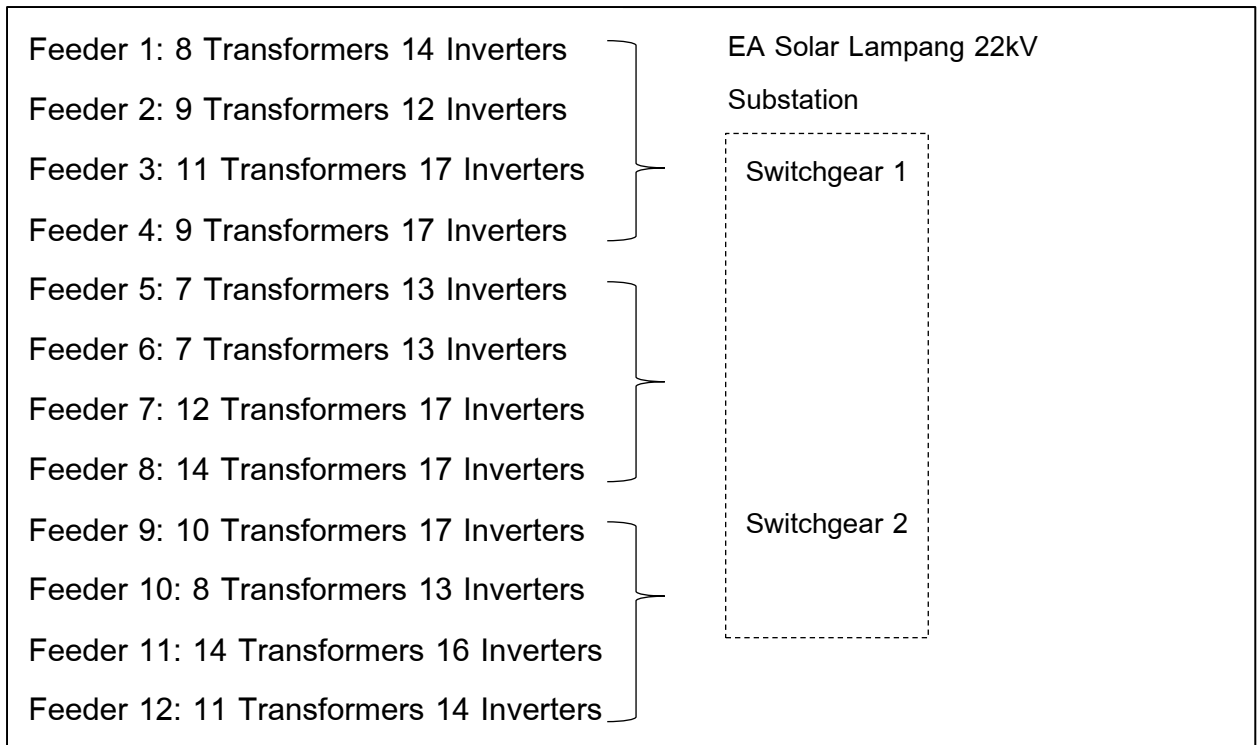 Feeder 1: 8 Transformers 14 Inverters
Feeder 2: 9 Transformers 12 Inverters
Feeder 3: 11 Transformers 17 Inverters
Feeder 4: 9 Transformers 17 Inverters
Feeder 5: 7 Transformers 13 Inverters
Feeder 6: 7 Transformers 13 Inverters
Feeder 7: 12 Transformers 17 Inverters
Feeder 8: 14 Transformers 17 Inverters
Feeder 9: 10 Transformers 17 Inverters
Feeder 10: 8 Transformers 13 Inverters
Feeder 11: 14 Transformers 16 Inverters
Feeder 12: 11 Transformers 14 Inverters
EA Solar Lampang 22kV
Substation
Switchgear 1
Switchgear 2